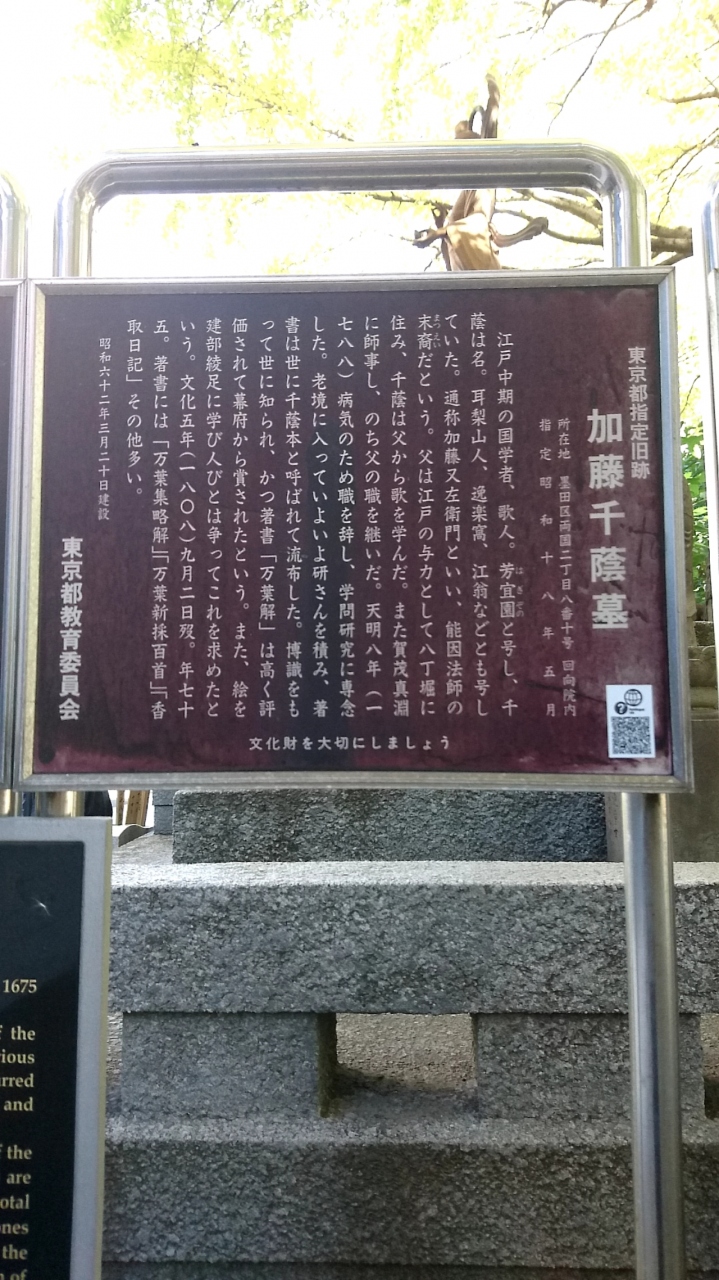 東京都指定旧跡
加藤千蔭墓
所在地 墨田区両国二丁目八番十号 回向院内
指定 昭和十八年五月
江戸中期の国学者、歌人。芳宜園と号し、千
はぎぞの
蔭は名。耳梨山人、逸楽窩、江翁などとも号し
ていた。通称加藤又左衛門といい、能因法師の
末裔だという。父は江戸の与力として八丁堀に
まつえい
住み、千蔭は父から歌を学んだ。また賀茂真淵
に師事し、のち父の職を継いだ。天明八年(一
七八八)病気のため職を辞し、学問研究に専念
した。老境に入っていよいよ研さんを積み、著
書は世に千蔭本と呼ばれて流布した。博識をも
って世に知られ、かつ著書「万葉解」は高く評
価されて幕府から賞されたという。また、絵を
建部綾足に学び人びとは争ってこれを求めたと
いう。文化五年(一八〇八)九月二日歿。年七十
五。著書には「万葉集略解」「万葉新採百首」「香
取日記」その他多い。
昭和六十二年三月二十日建設
東京都教育委員会
文化財を大切にしましょう
1675
the
rious
urred
and
the
are
otal
ones
the
of